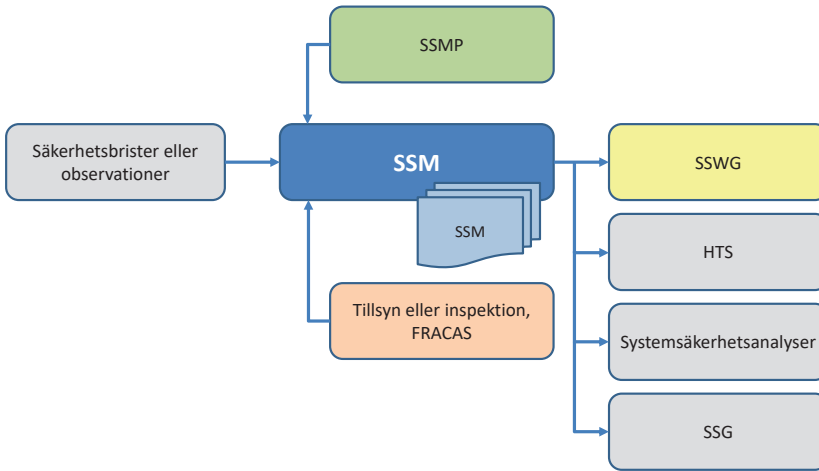 SSMP
Säkerhetsbrister eller
observationer
SSM
SSM
Tillsyn eller inspektion,
FRACAS
SSWG
HTS
Systemsäkerhetsanalyser
SSG